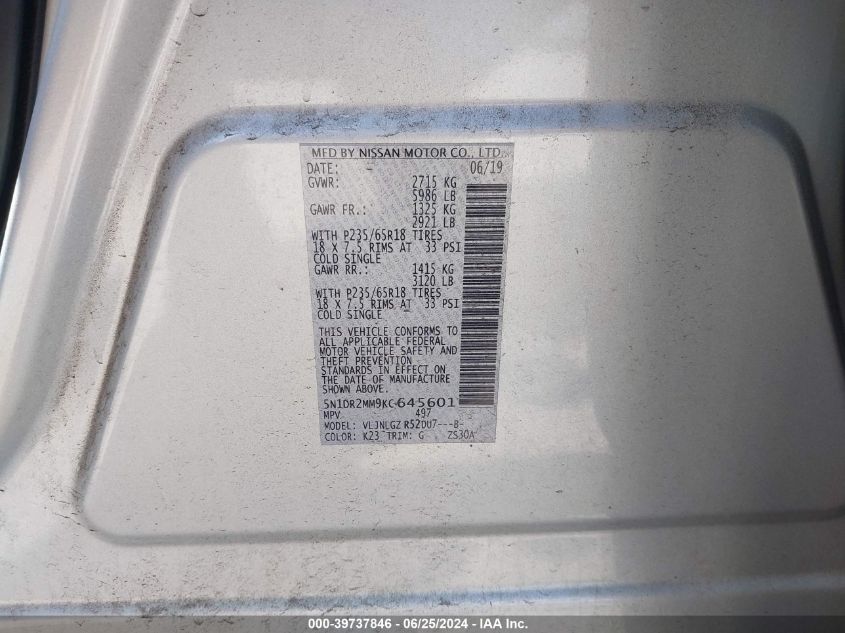 MFD BY NISSAN MOTOR CO., LTD.
DATE: - 06/19
GVWR: 2715 KG
5986 LB
GAWR FR.: 1325 KG
2921 LB
WITH P235/65R18 TIRES
18 X 7.5 RIMS AT 33 PSI
COLD SINGLE
GAWR RR.: 1415 KG
3120 LB
WITH P235/65R18 TIRES
18 X 7.5 RIMS AT 33 PSI
COLD SINGLE
THIS VEHICLE CONFORMS TO
ALL APPLICABLE FEDERAL
MOTOR VEHICLE SAFETY AND
THEFT PREVENTION
STANDARDS IN EFFECT ON
THE DATE OF MANUFACTURE
SHOWN ABOVE.
5N1DR2MM9KC-645601
MPV 497
MODEL: VLJNLGZ R52DU7---B-
COLOR: K23 TRIM: G ZS30A
000-39737846 - 06/25/2024 - IAA Inc.